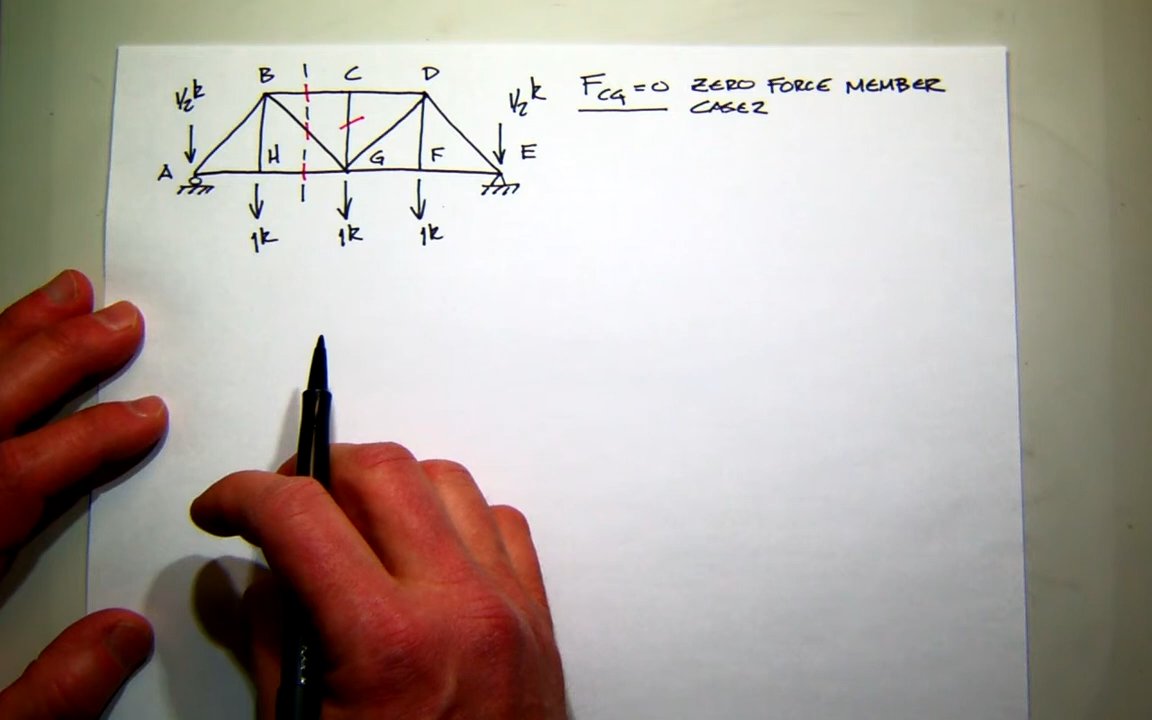 B C D
½k ½k
A H G F E
1k 1k 1k
FCG = 0 ZERO FORCE MEMBER
CASE 2